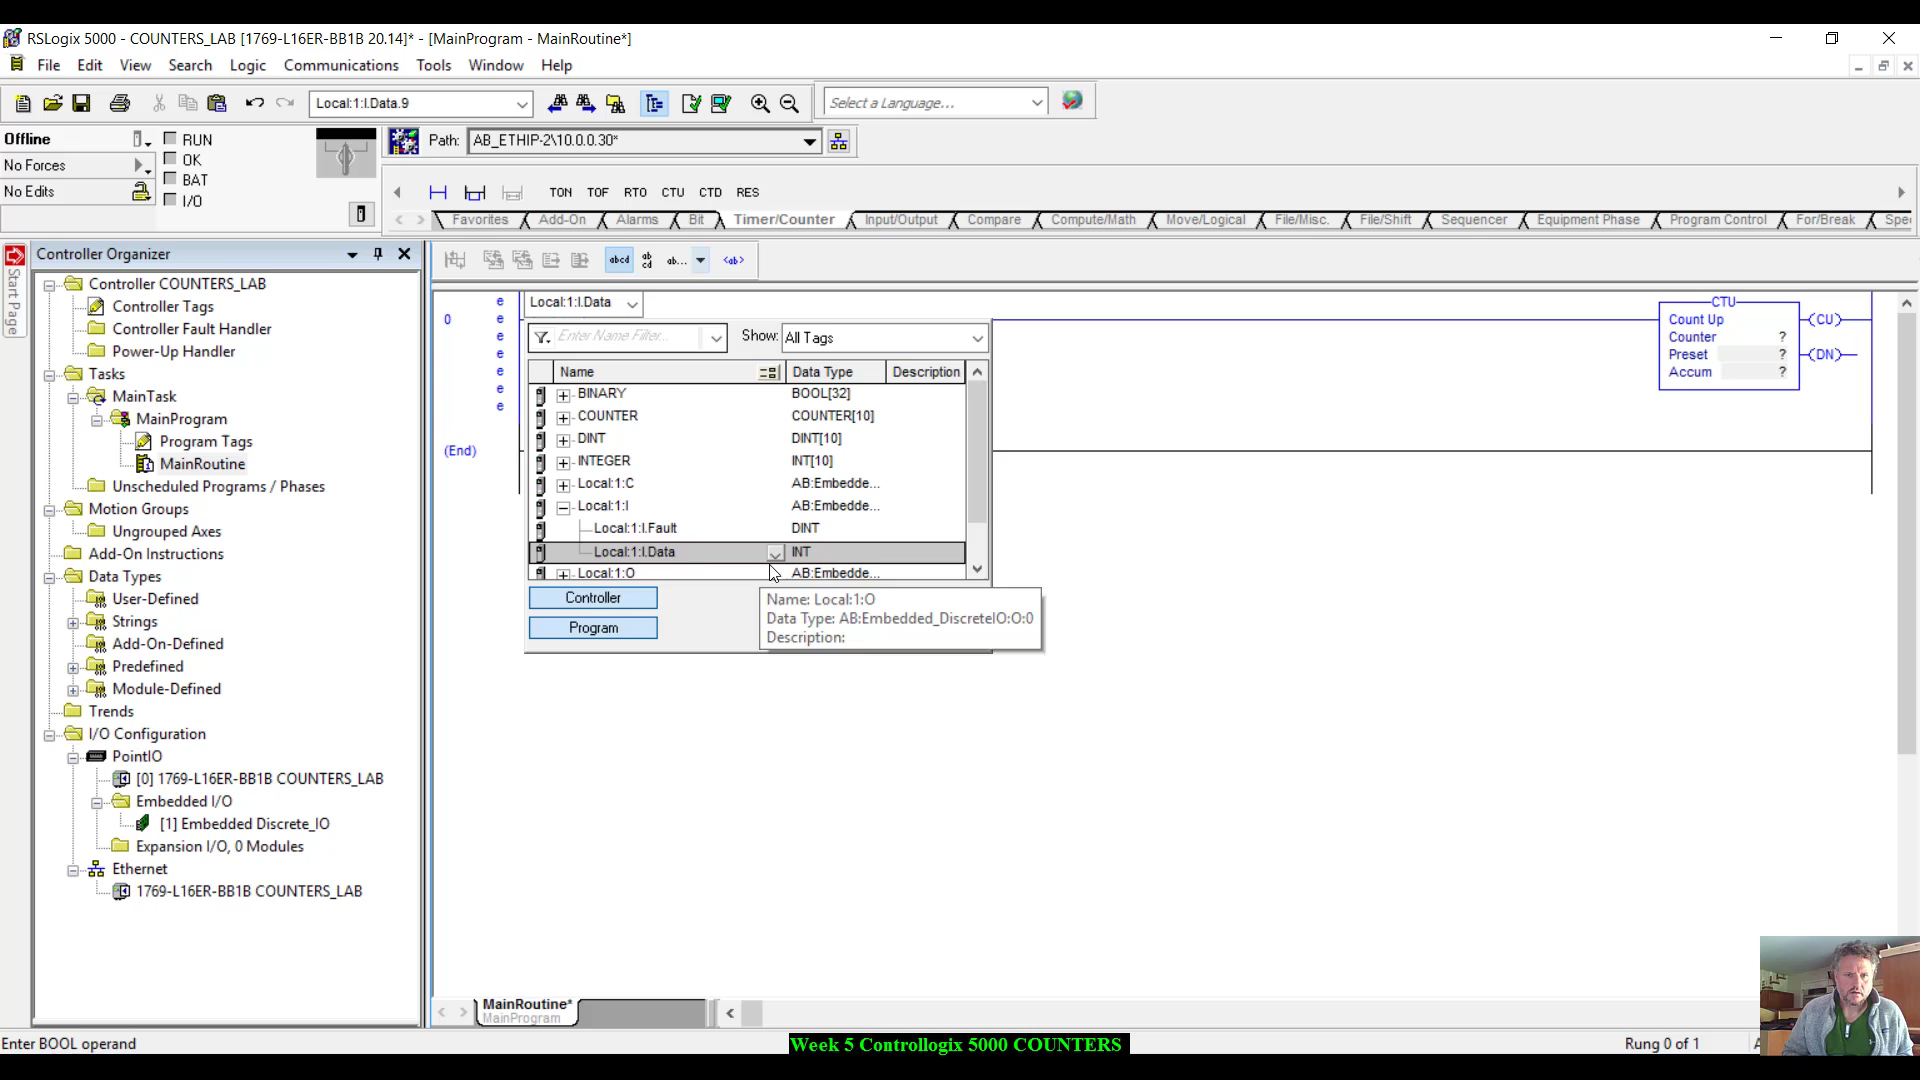 RSLogix 5000 - COUNTERS_LAB [1769-L16ER-BB1B 20.14]* - [MainProgram - MainRoutine*]
File Edit View Search Logic Communications Tools Window Help
Local:1:I.Data.9
Select a Language...
Offline
RUN
No Forces
OK
No Edits
BAT
I/O
Path: AB_ETHIP-2\10.0.0.30*
TON TOF RTO CTU CTD RES
Favorites Add-On Alarms Bit Timer/Counter Input/Output Compare Compute/Math Move/Logical File/Misc. File/Shift Sequencer Equipment Phase Program Control For/Break Spe
Start Page
Controller Organizer
Controller COUNTERS_LAB
Controller Tags
Controller Fault Handler
Power-Up Handler
Tasks
MainTask
MainProgram
Program Tags
MainRoutine
Unscheduled Programs / Phases
Motion Groups
Ungrouped Axes
Add-On Instructions
Data Types
User-Defined
Strings
Add-On-Defined
Predefined
Module-Defined
Trends
I/O Configuration
PointIO
[0] 1769-L16ER-BB1B COUNTERS_LAB
Embedded I/O
[1] Embedded Discrete_IO
Expansion I/O, 0 Modules
Ethernet
1769-L16ER-BB1B COUNTERS_LAB
abcd
ab
cd
ab...
<ab>
e
e
e
e
e
e
e
0
(End)
Local:1:I.Data
Enter Name Filter...
Show: All Tags
Name Data Type Description
BINARY BOOL[32]
COUNTER COUNTER[10]
DINT DINT[10]
INTEGER INT[10]
Local:1:C AB:Embedde...
Local:1:I AB:Embedde...
Local:1:I.Fault DINT
Local:1:I.Data INT
Local:1:O AB:Embedde...
Controller
Program
Name: Local:1:O
Data Type: AB:Embedded_DiscreteIO:O:0
Description:
CTU
Count Up
Counter ?
Preset ?
Accum ?
CU
DN
MainRoutine*
MainProgram
Enter BOOL operand
Week 5 Controllogix 5000 COUNTERS
Rung 0 of 1